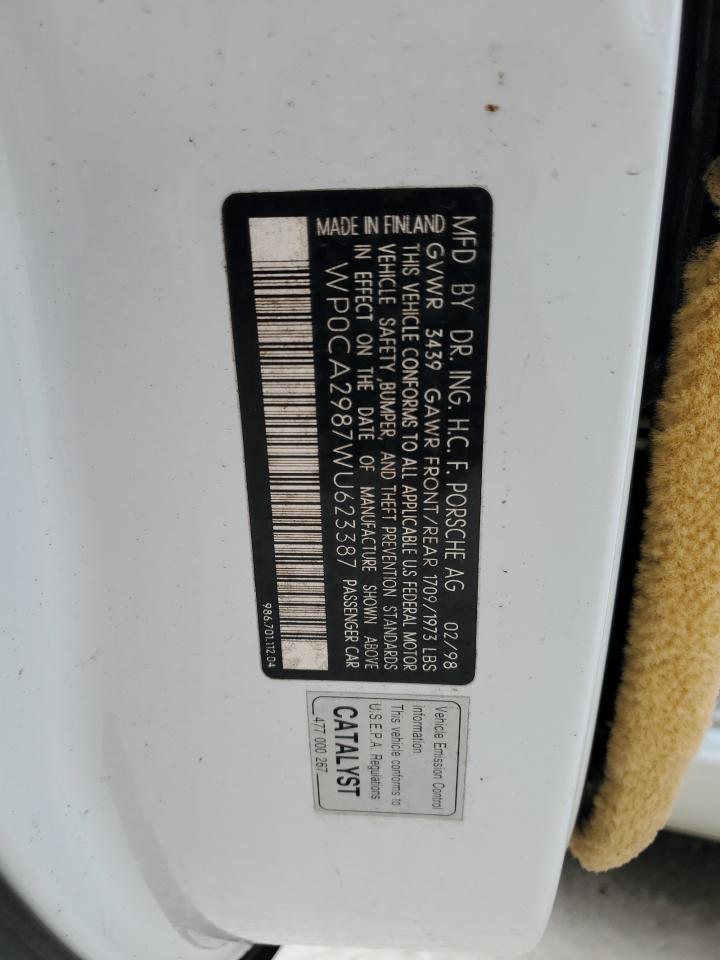 MFD BY DR. ING. H.C. F. PORSCHE AG 02/98
GVWR 3439 GAWR FRONT/REAR 1709/1973 LBS
THIS VEHICLE CONFORMS TO ALL APPLICABLE US FEDERAL MOTOR
VEHICLE SAFETY, BUMPER, AND THEFT PREVENTION STANDARDS
IN EFFECT ON THE DATE OF MANUFACTURE SHOWN ABOVE
MADE IN FINLAND
WP0CA2987WU623387 PASSENGER CAR
986.701.112.04
Vehicle Emission Control
information
This vehicle conforms to
U.S.E.P.A. Regulations
CATALYST
477 000 267